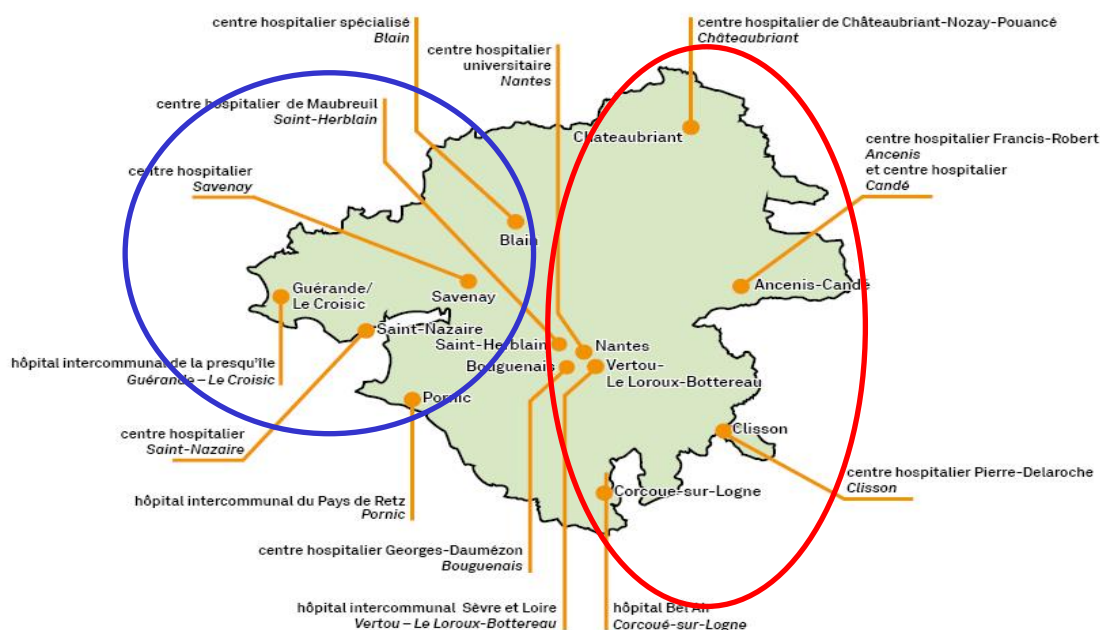 centre hospitalier spécialisé
Blain
centre hospitalier
universitaire
Nantes
centre hospitalier de Châteaubriant-Nozay-Pouancé
Châteaubriant
centre hospitalier de Maubreuil
Saint-Herblain
Chateaubriant
centre hospitalier Francis-Robert
Ancenis
et centre hospitalier
Candé
centre hospitalier
Savenay
Blain
Guérande/
Le Croisic
Savenay
Ancenis-Candé
Saint-Nazaire
Saint-Herblain
Nantes
Bouguenais
Vertou-
Le Loroux-Bottereau
hôpital intercommunal de la presqu'île
Guérande – Le Croisic
Pornic
Clisson
centre hospitalier
Saint-Nazaire
centre hospitalier Pierre-Delaroche
Clisson
Corcoue-sur-Logne
hôpital intercommunal du Pays de Retz
Pornic
centre hospitalier Georges-Daumézon
Bouguenais
hôpital intercommunal Sèvre et Loire
Vertou – Le Loroux-Bottereau
hôpital Bel Air
Corcoué-sur-Logne